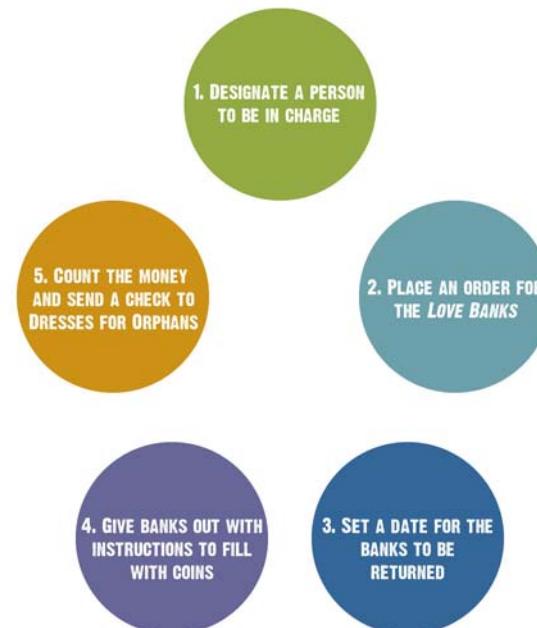 1. DESIGNATE A PERSON
TO BE IN CHARGE
2. PLACE AN ORDER FOR
THE LOVE BANKS
3. SET A DATE FOR THE
BANKS TO BE
RETURNED
4. GIVE BANKS OUT WITH
INSTRUCTIONS TO FILL
WITH COINS
5. COUNT THE MONEY
AND SEND A CHECK TO
DRESSES FOR ORPHANS